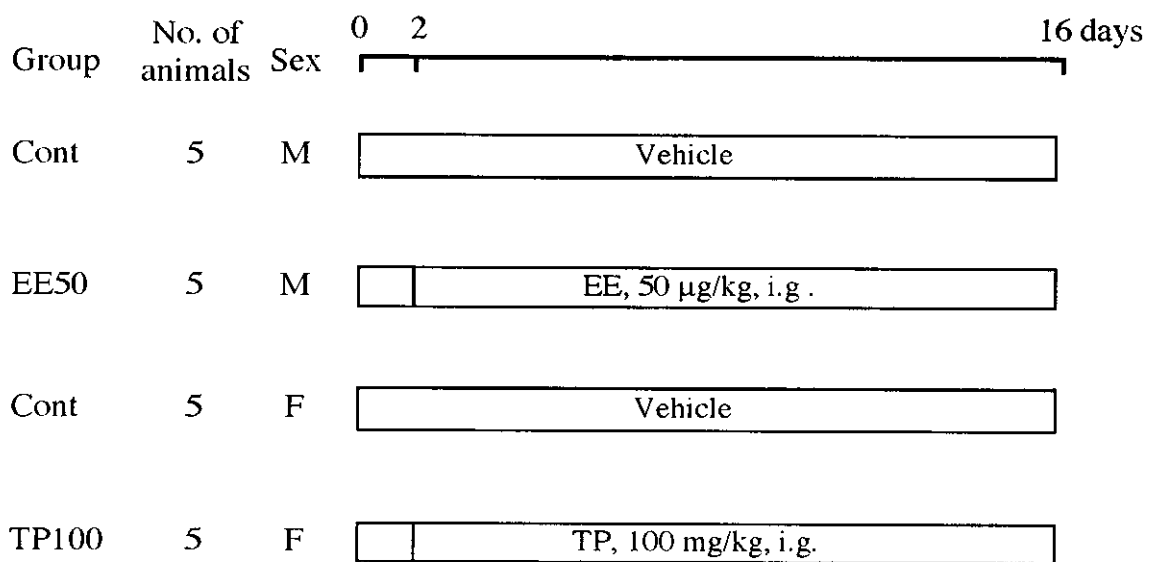 Group No. of animals Sex 0 2 16 days
Cont 5 M Vehicle
EE50 5 M EE, 50 µg/kg, i.g .
Cont 5 F Vehicle
TP100 5 F TP, 100 mg/kg, i.g.